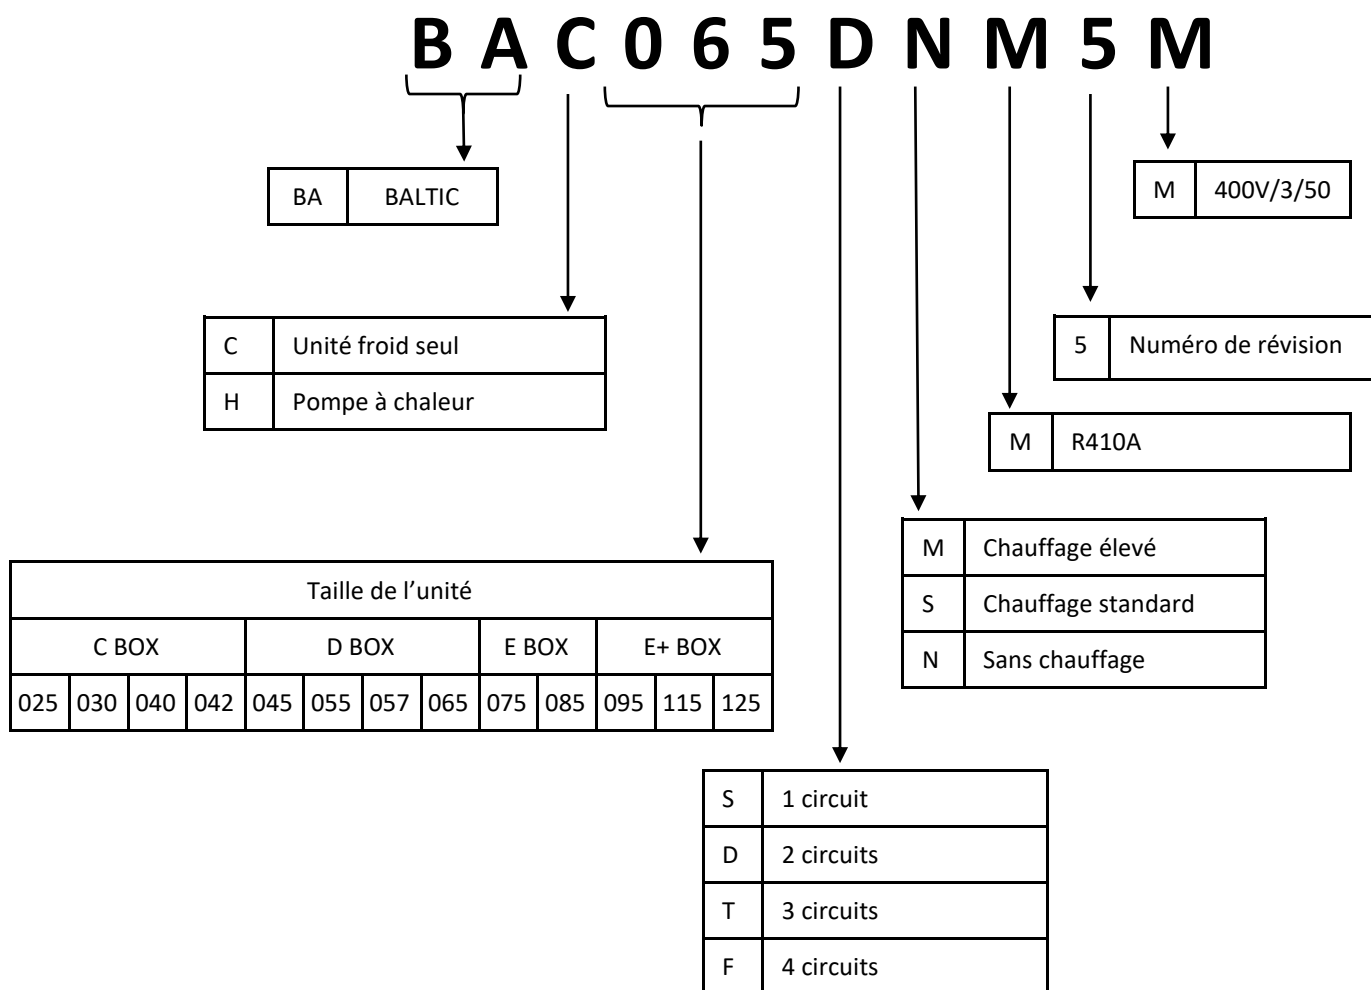 B A C 0 6 5 D N M 5 M
BA BALTIC
M 400V/3/50
C Unité froid seul
H Pompe à chaleur
5 Numéro de révision
M R410A
M Chauffage élevé
S Chauffage standard
N Sans chauffage
Taille de l’unité
C BOX D BOX E BOX E+ BOX
025 030 040 042 045 055 057 065 075 085 095 115 125
S 1 circuit
D 2 circuits
T 3 circuits
F 4 circuits